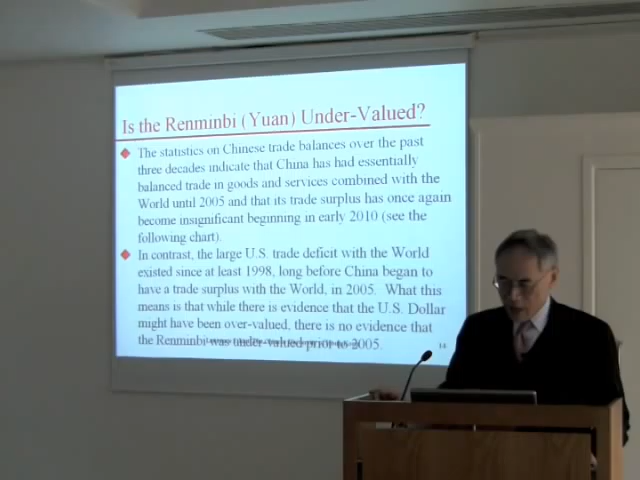 Is the Renminbi (Yuan) Under-Valued?
The statistics on Chinese trade balances over the past
three decades indicate that China has had essentially
balanced trade in goods and services combined with the
World until 2005 and that its trade surplus has once again
become insignificant beginning in early 2010 (see the
following chart).
In contrast, the large U.S. trade deficit with the World
existed since at least 1998, long before China began to
have a trade surplus with the World, in 2005. What this
means is that while there is evidence that the U.S. Dollar
might have been over-valued, there is no evidence that
the Renminbi was under-valued prior to 2005.
14